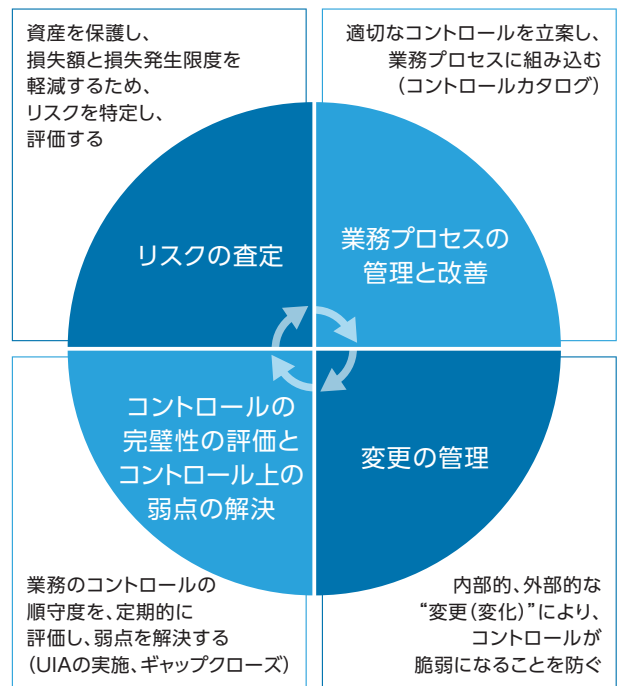 資産を保護し、
損失額と損失発生限度を
軽減するため、
リスクを特定し、
評価する
適切なコントロールを立案し、
業務プロセスに組み込む
(コントロールカタログ)
リスクの査定
業務プロセスの
管理と改善
コントロールの
完璧性の評価と
コントロール上の
弱点の解決
変更の管理
業務のコントロールの
順守度を、定期的に
評価し、弱点を解決する
(UIAの実施、ギャップクローズ)
内部的、外部的な
“変更(変化)”により、
コントロールが
脆弱になることを防ぐ